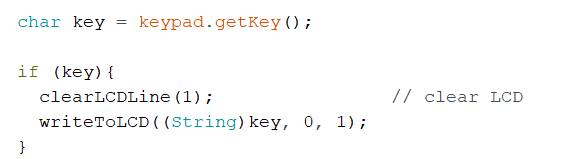 char key = keypad.getKey();
if (key){
clearLCDLine(1); // clear LCD
writeToLCD((String)key, 0, 1);
}